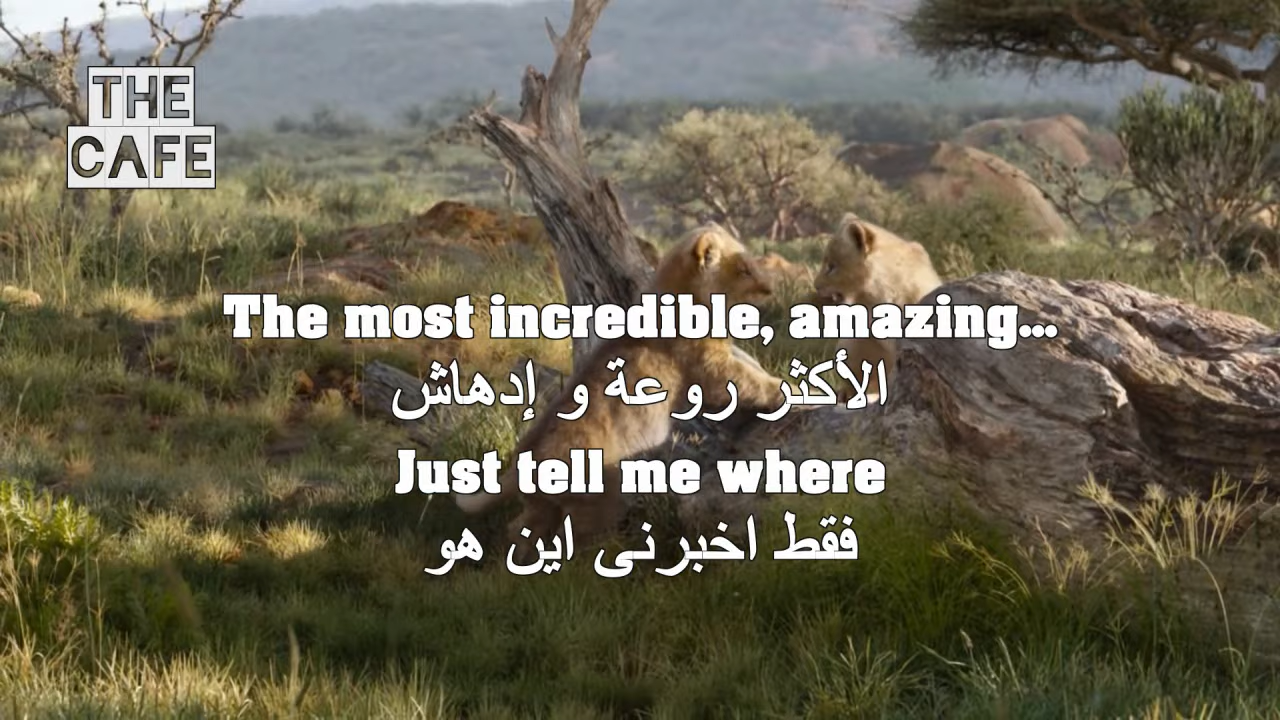 THE
CAFE
The most incredible, amazing...
الأكثر روعة و إدهاش
Just tell me where
فقط اخبرنى اين هو